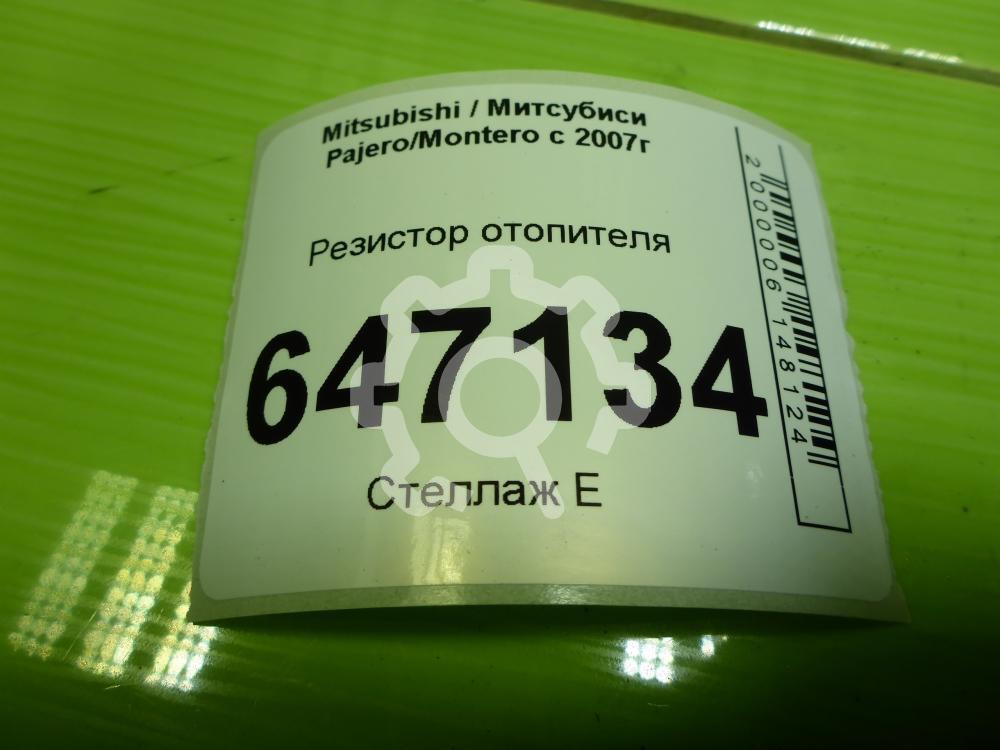 Mitsubishi / Митсубиси
Pajero/Montero с 2007г
Резистор отопителя
647134
Стеллаж Е
2000006148124